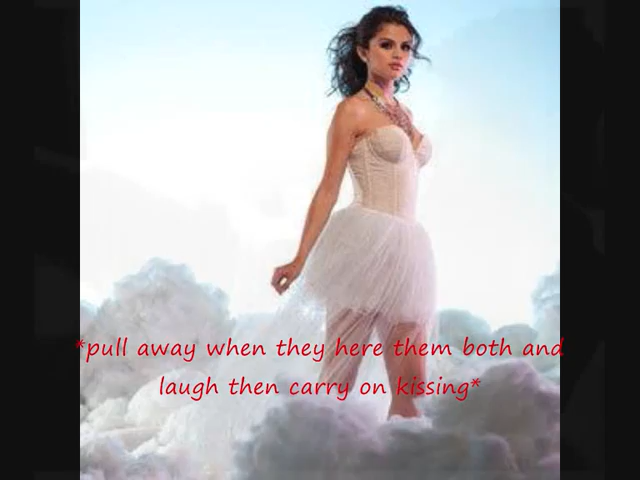 *pull away when they here them both and
laugh then carry on kissing*